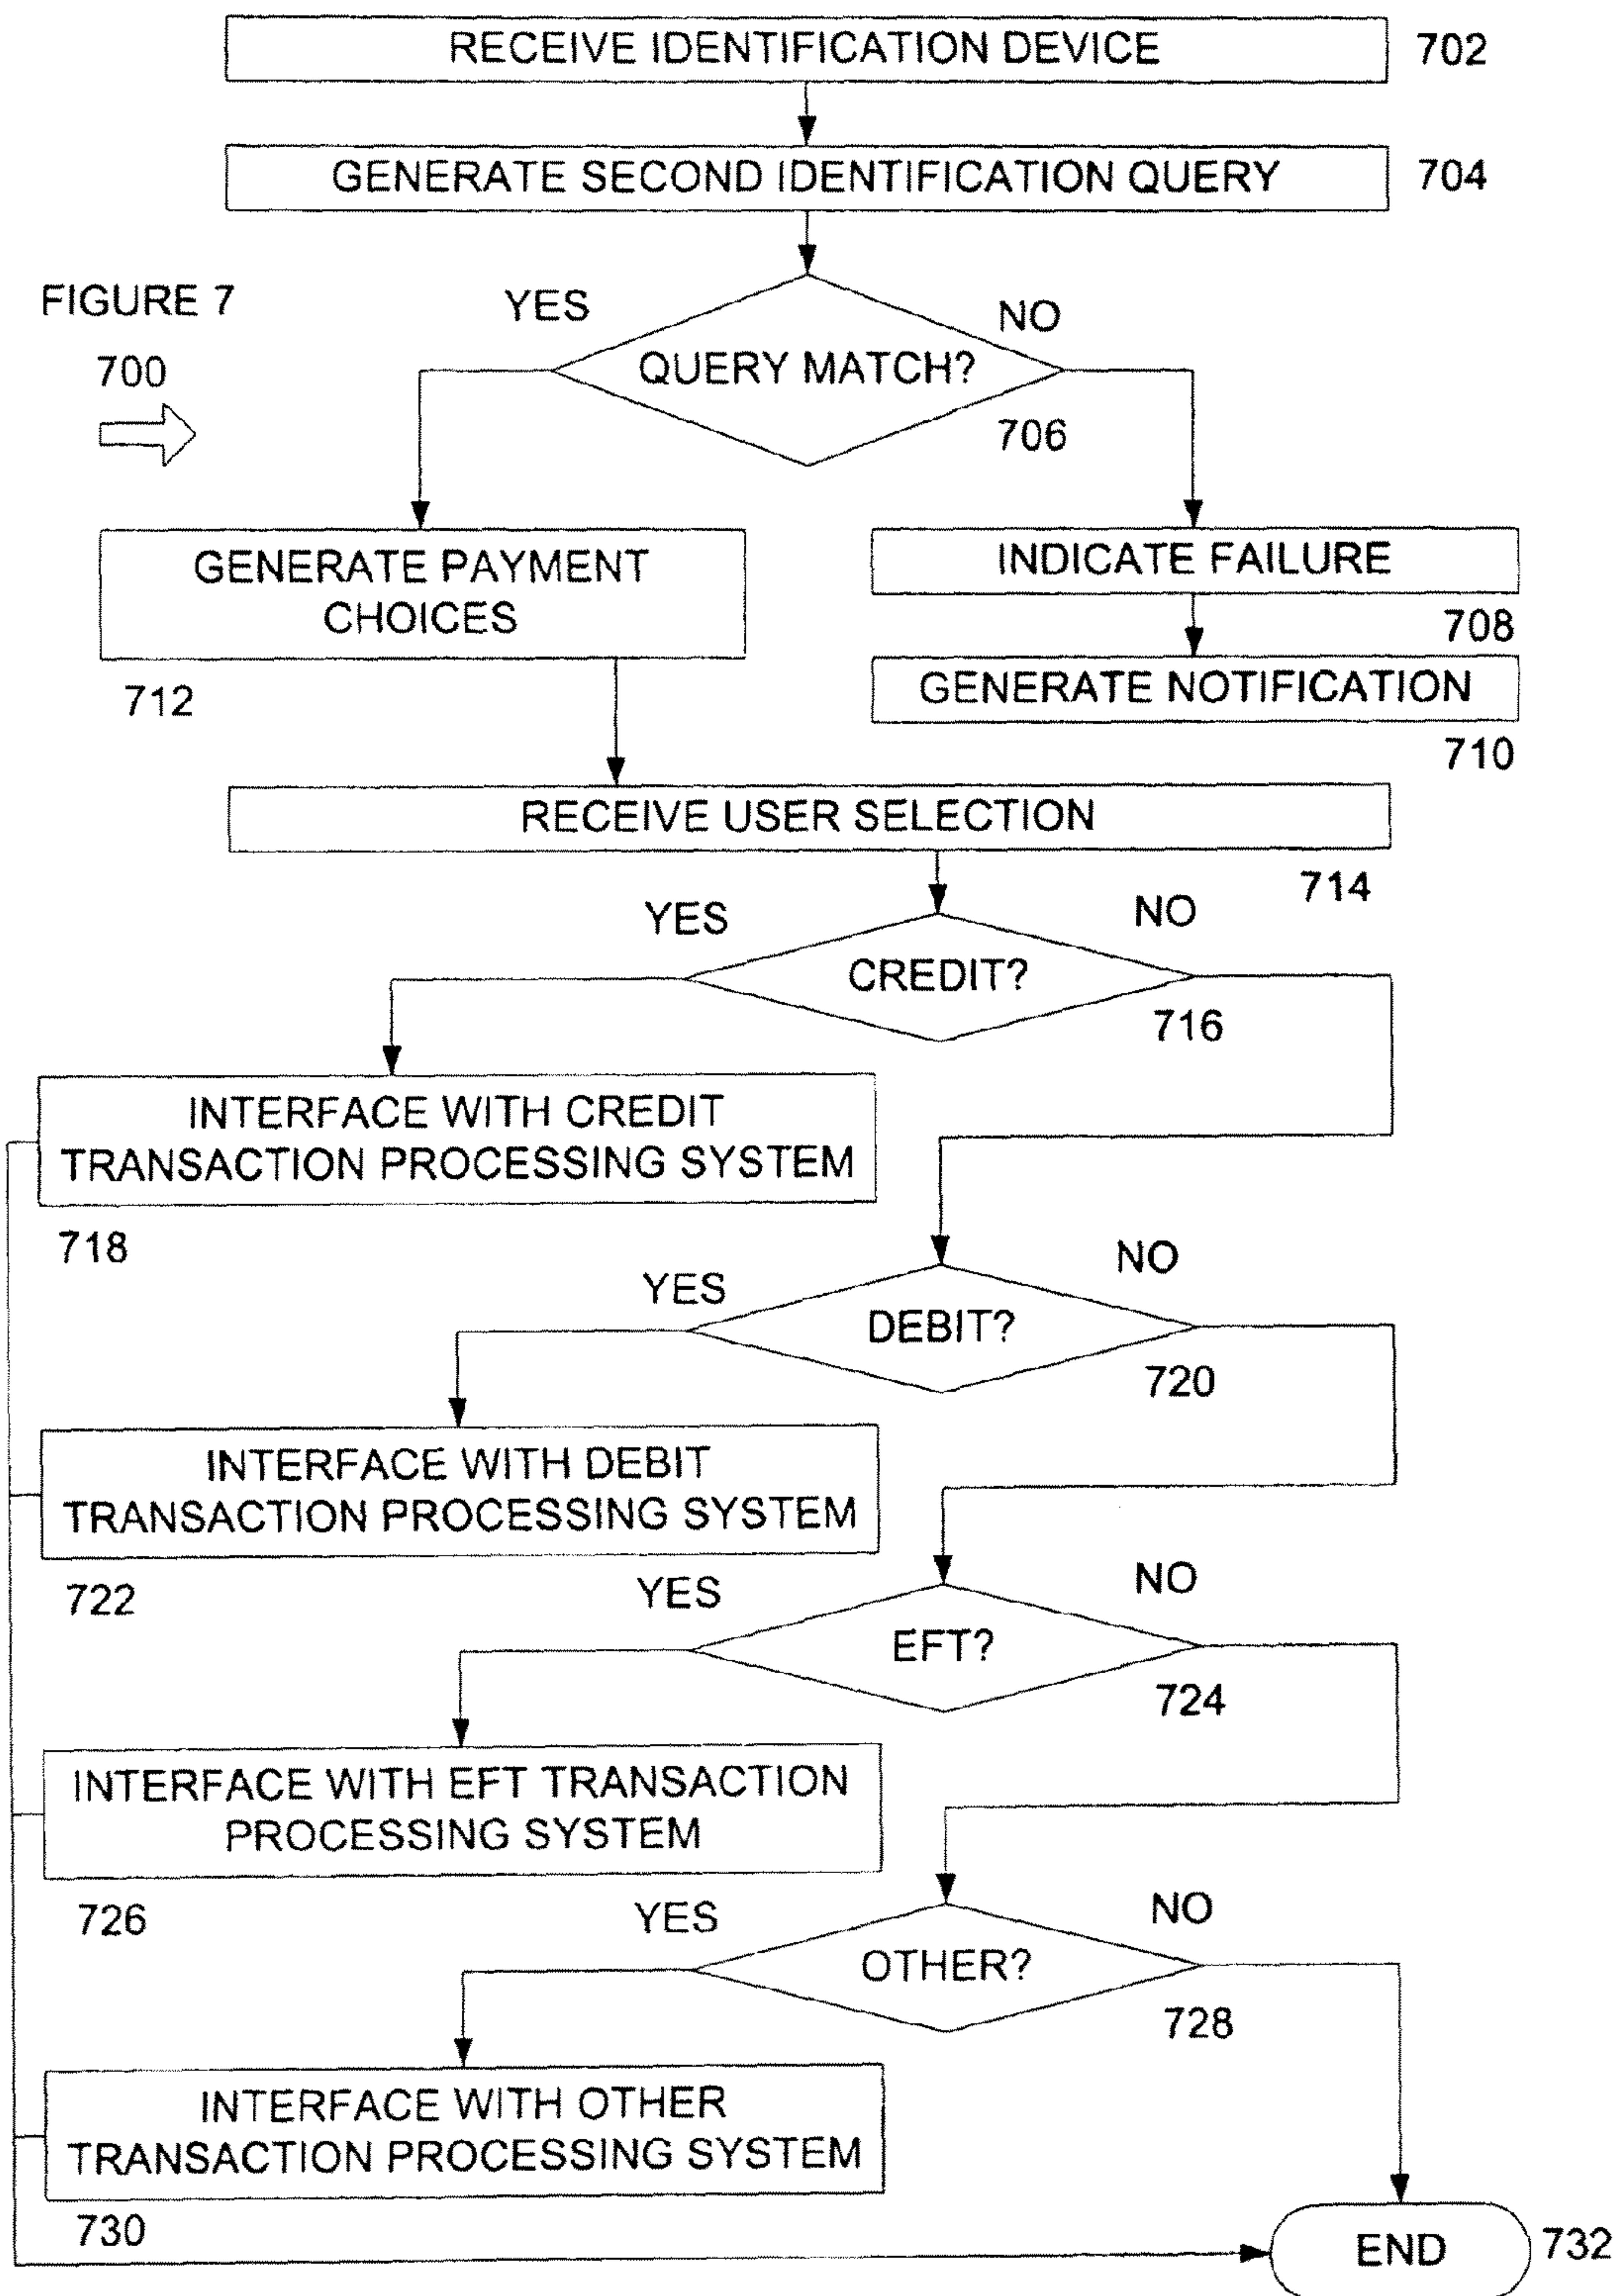 RECEIVE IDENTIFICATION DEVICE
702
GENERATE SECOND IDENTIFICATION QUERY
704
FIGURE 7
700
YES
NO
QUERY MATCH?
706
GENERATE PAYMENT
CHOICES
712
INDICATE FAILURE
708
GENERATE NOTIFICATION
710
RECEIVE USER SELECTION
714
YES
NO
CREDIT?
716
INTERFACE WITH CREDIT
TRANSACTION PROCESSING SYSTEM
718
YES
NO
DEBIT?
720
INTERFACE WITH DEBIT
TRANSACTION PROCESSING SYSTEM
722
YES
NO
EFT?
724
INTERFACE WITH EFT TRANSACTION
PROCESSING SYSTEM
726
YES
NO
OTHER?
728
INTERFACE WITH OTHER
TRANSACTION PROCESSING SYSTEM
730
END
732